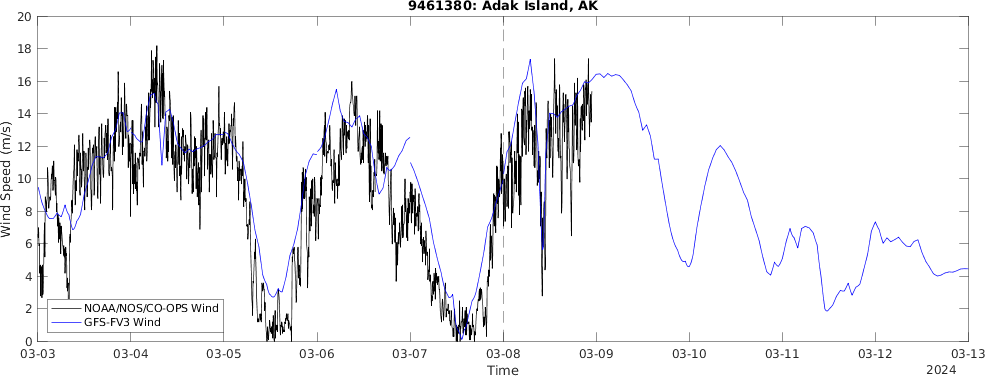 9461380: Adak Island, AK
20
18
16
14
12
10
8
6
4
2
0
Wind Speed (m/s)
NOAA/NOS/CO-OPS Wind
GFS-FV3 Wind
03-03 03-04 03-05 03-06 03-07 03-08 03-09 03-10 03-11 03-12 03-13
Time
2024